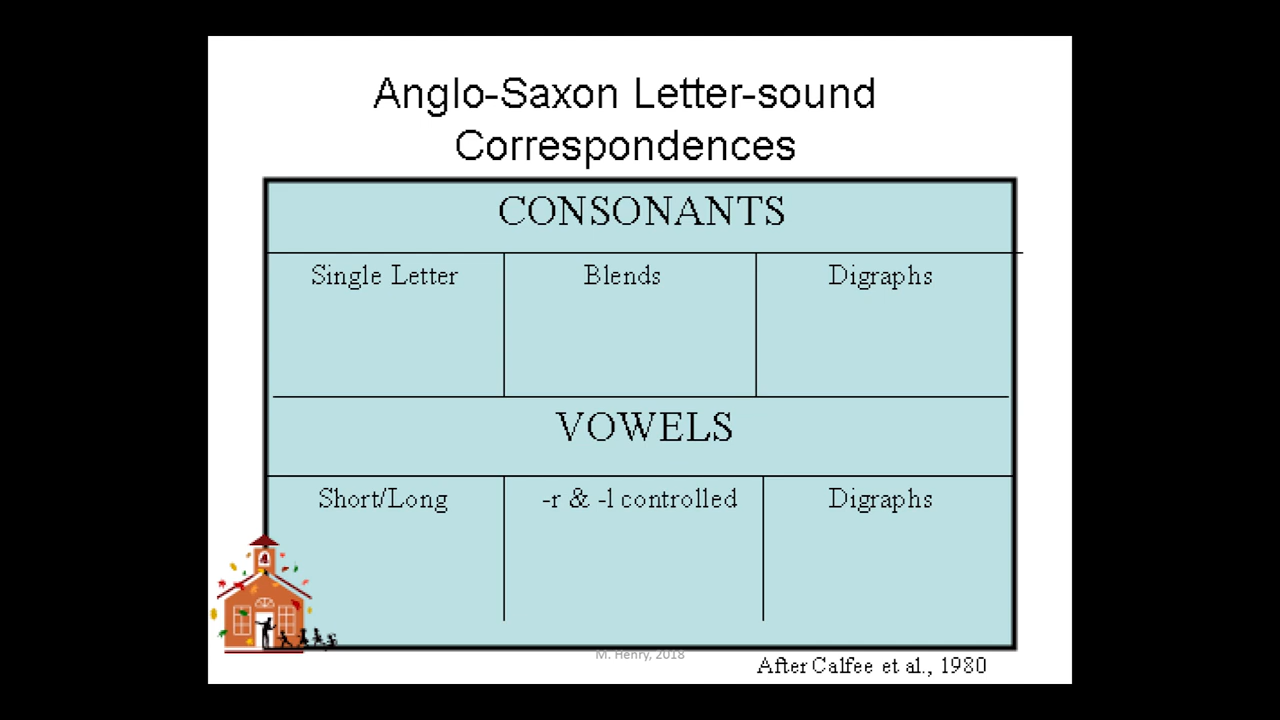 Anglo-Saxon Letter-sound
Correspondences
CONSONANTS
Single Letter Blends Digraphs
VOWELS
Short/Long -r & -l controlled Digraphs
M. Henry, 2018
After Calfee et al., 1980